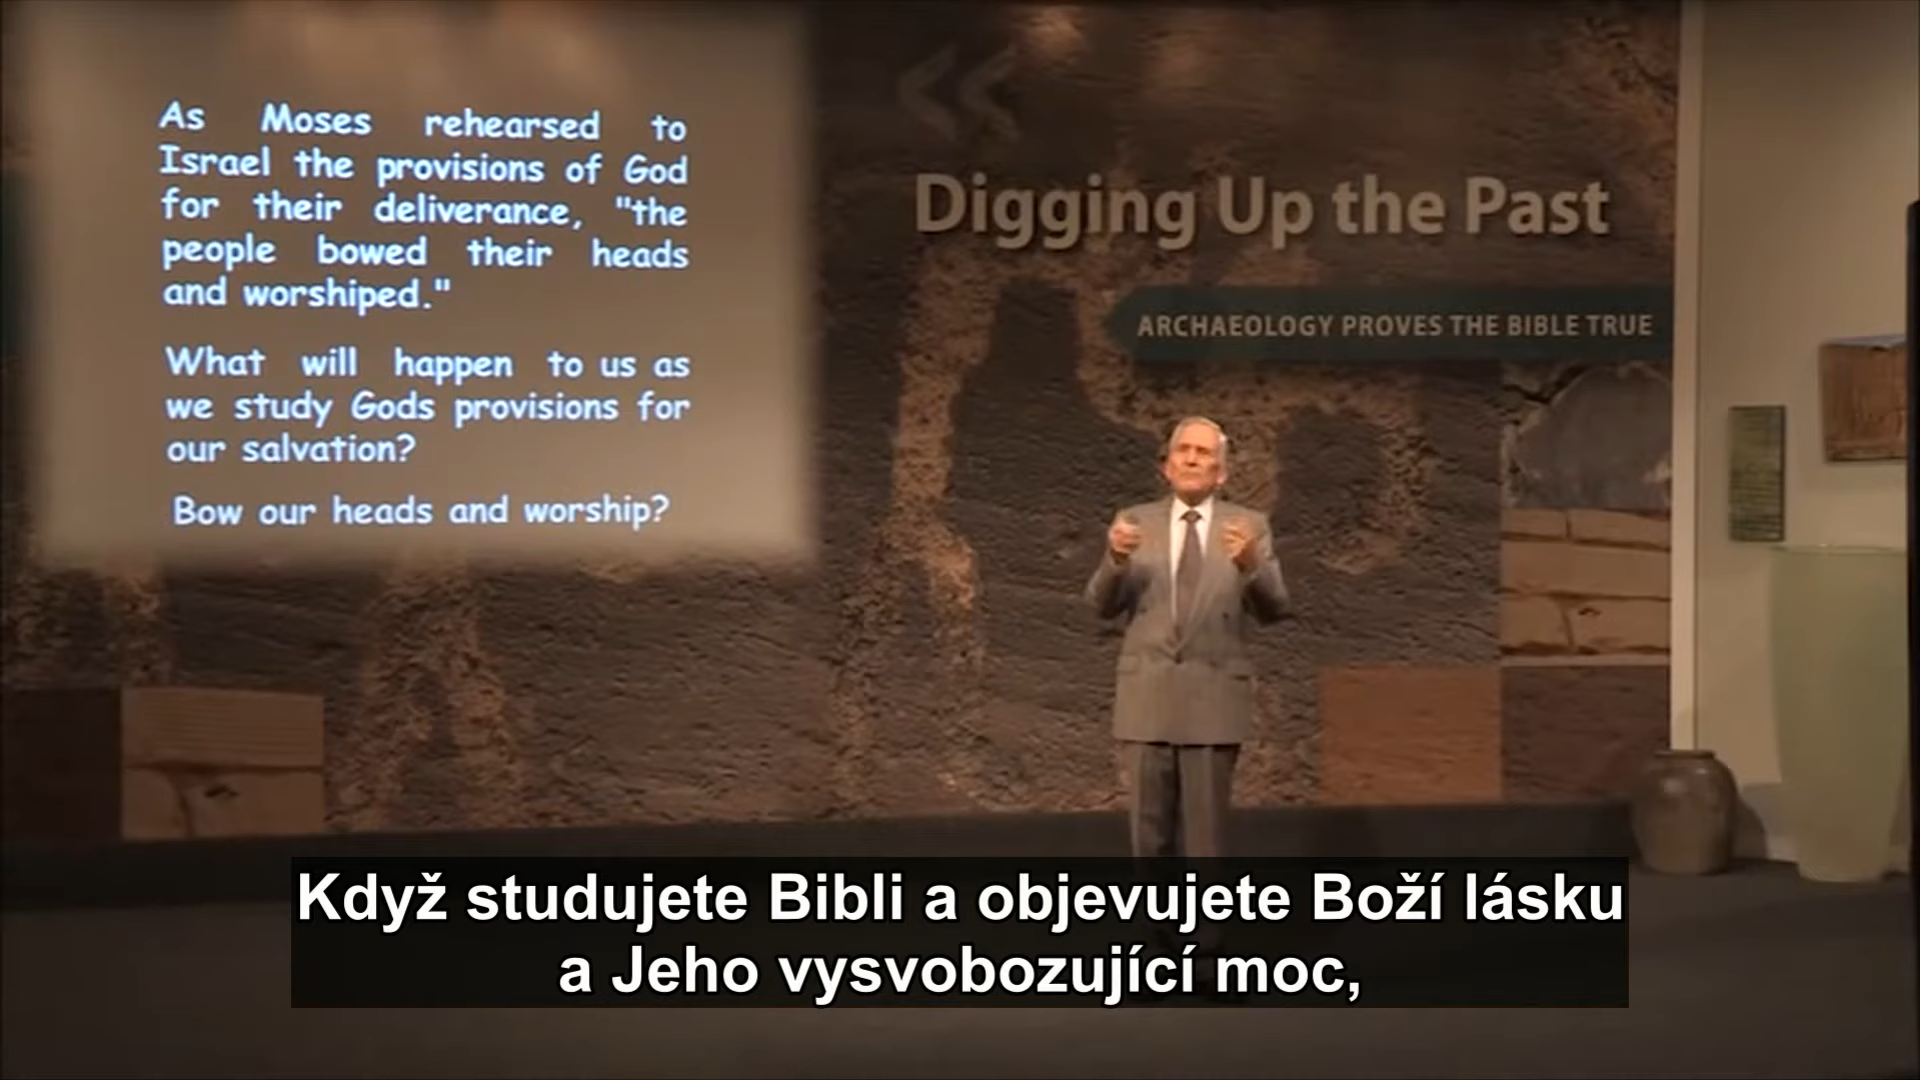 As Moses rehearsed to
Israel the provisions of God
for their deliverance, "the
people bowed their heads
and worshiped."
What will happen to us as
we study Gods provisions for
our salvation?
Bow our heads and worship?
Digging Up the Past
ARCHAEOLOGY PROVES THE BIBLE TRUE
Když studujete Bibli a objevujete Boží lásku
a Jeho vysvobozující moc,